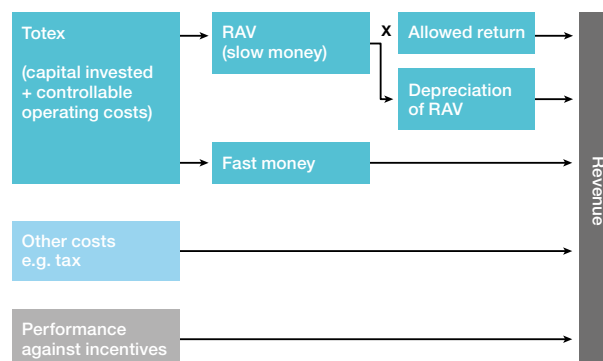 Totex
(capital invested
+ controllable
operating costs)
RAV
(slow money)
X
Allowed return
Depreciation
of RAV
Fast money
Other costs
e.g. tax
Performance
against incentives
Revenue